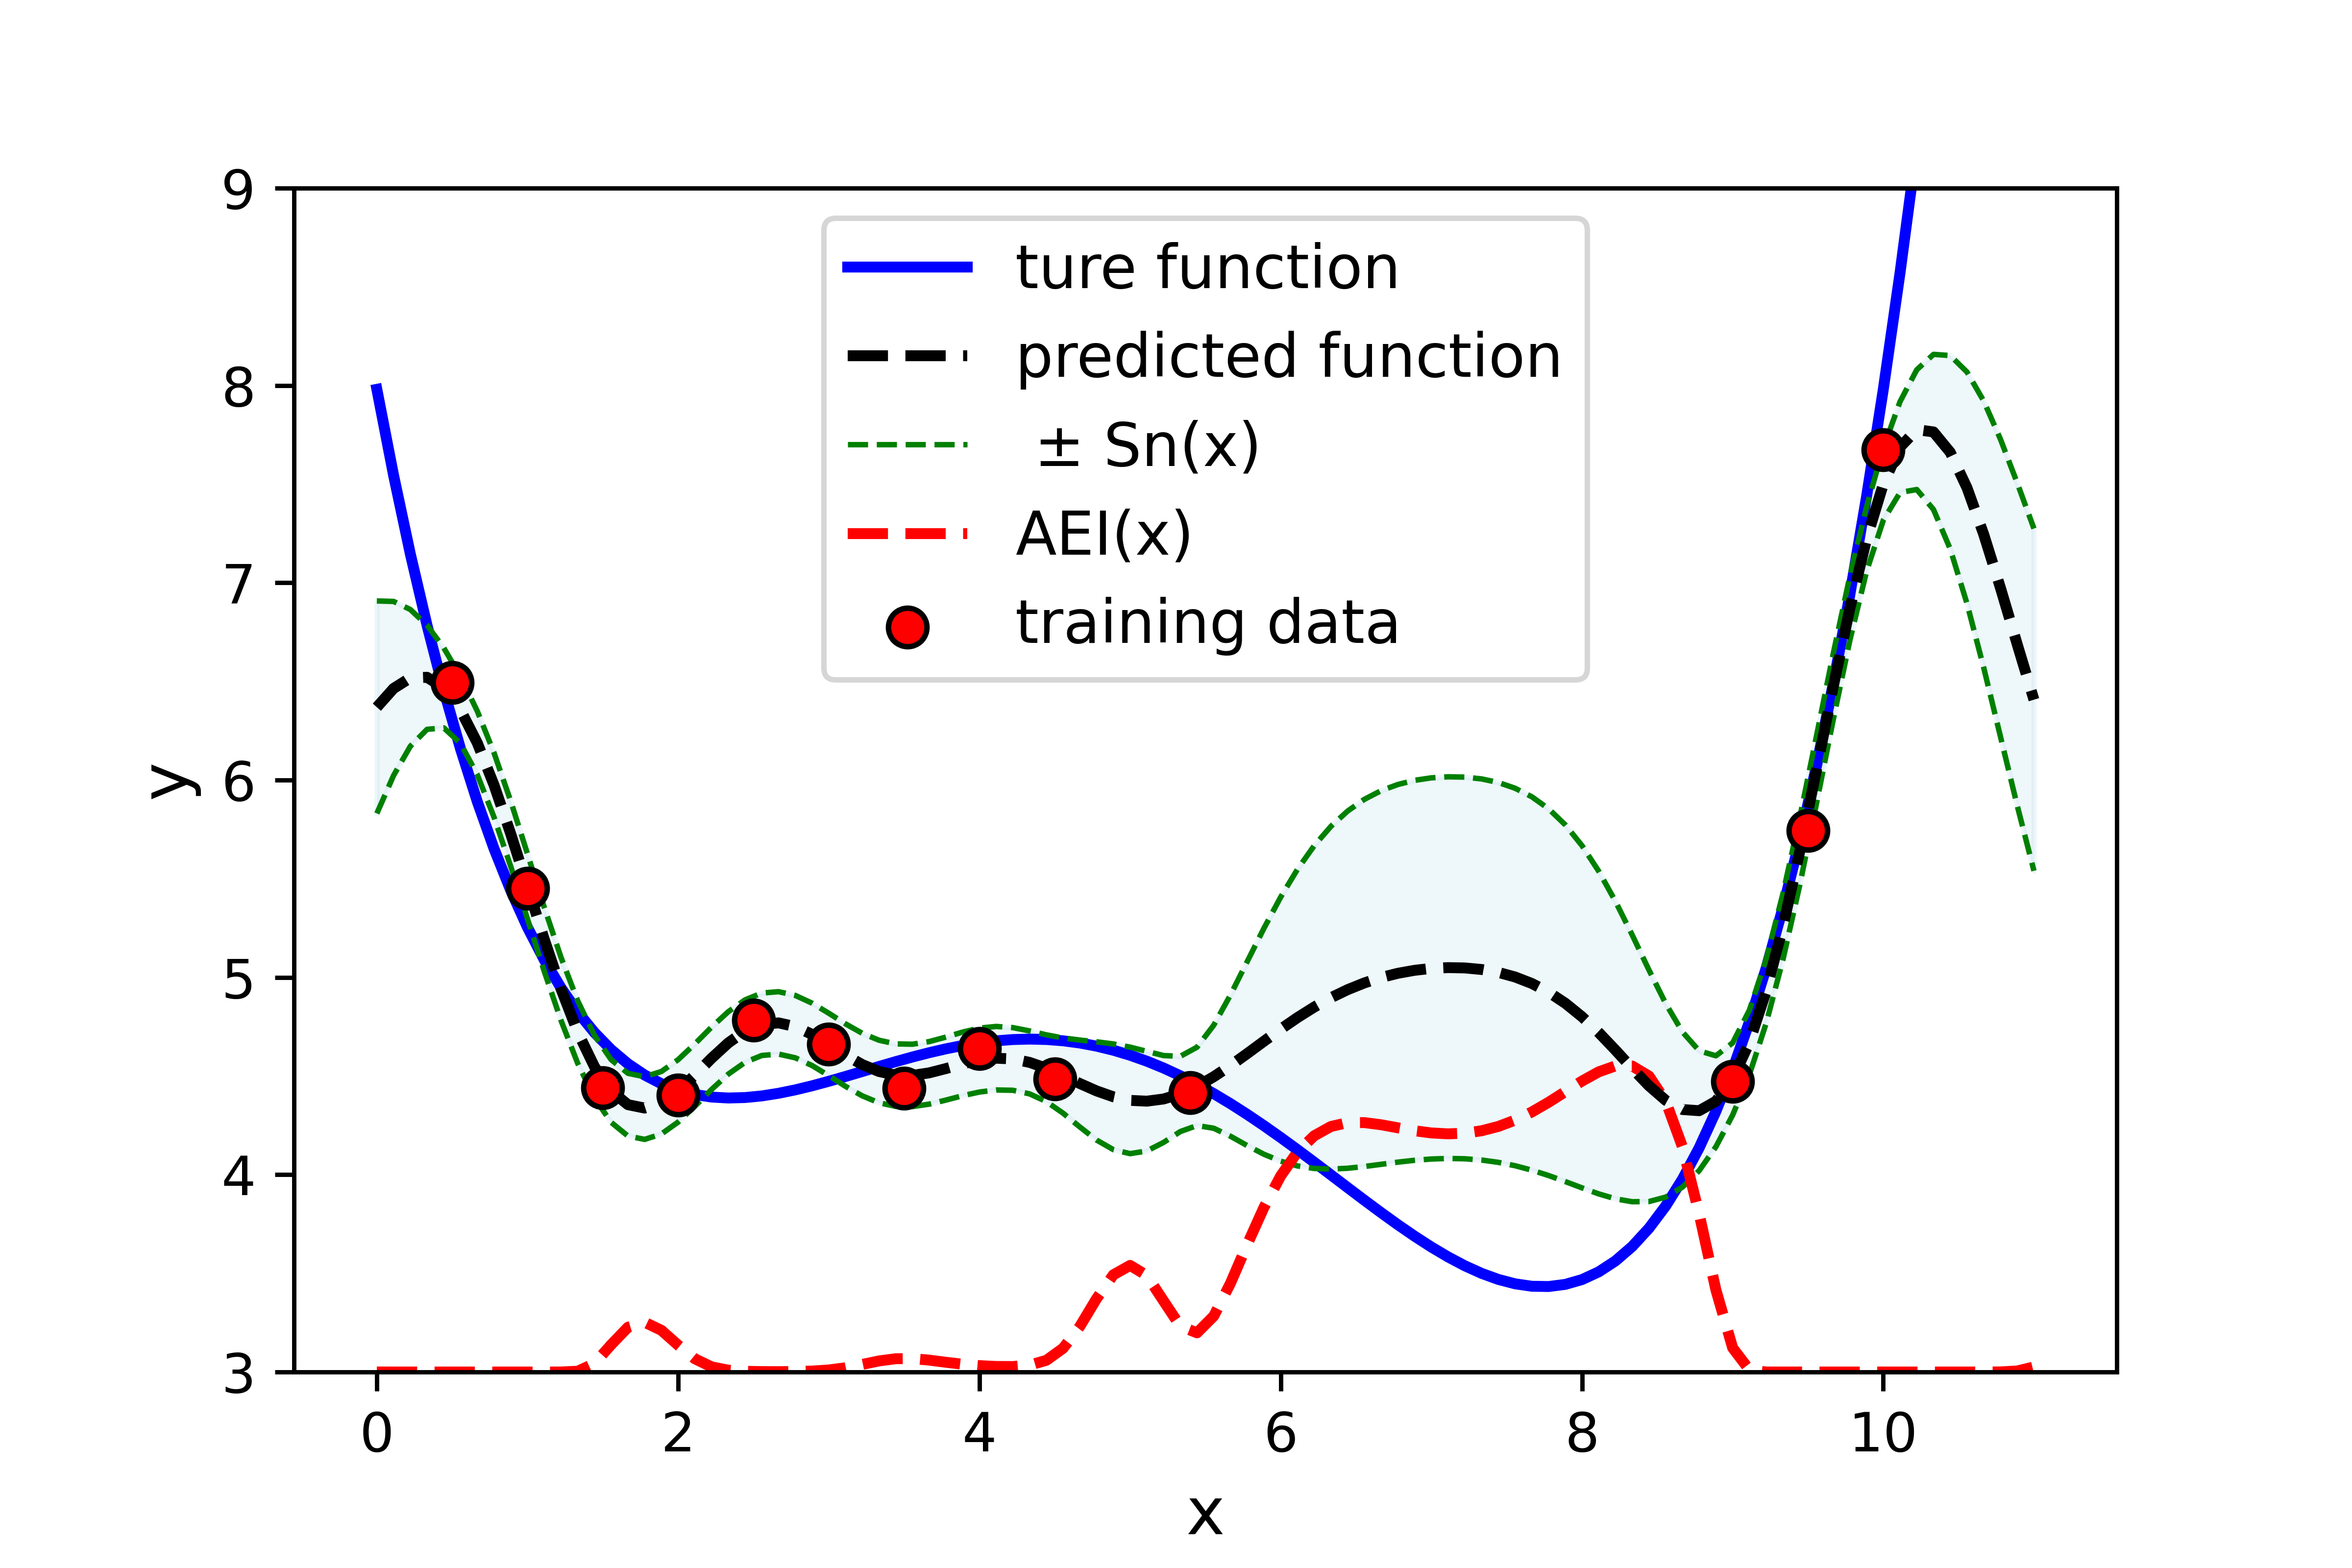 9
8
7
6
5
4
3
y
ture function
predicted function
± Sn(x)
AEI(x)
training data
0 2 4 6 8 10
x